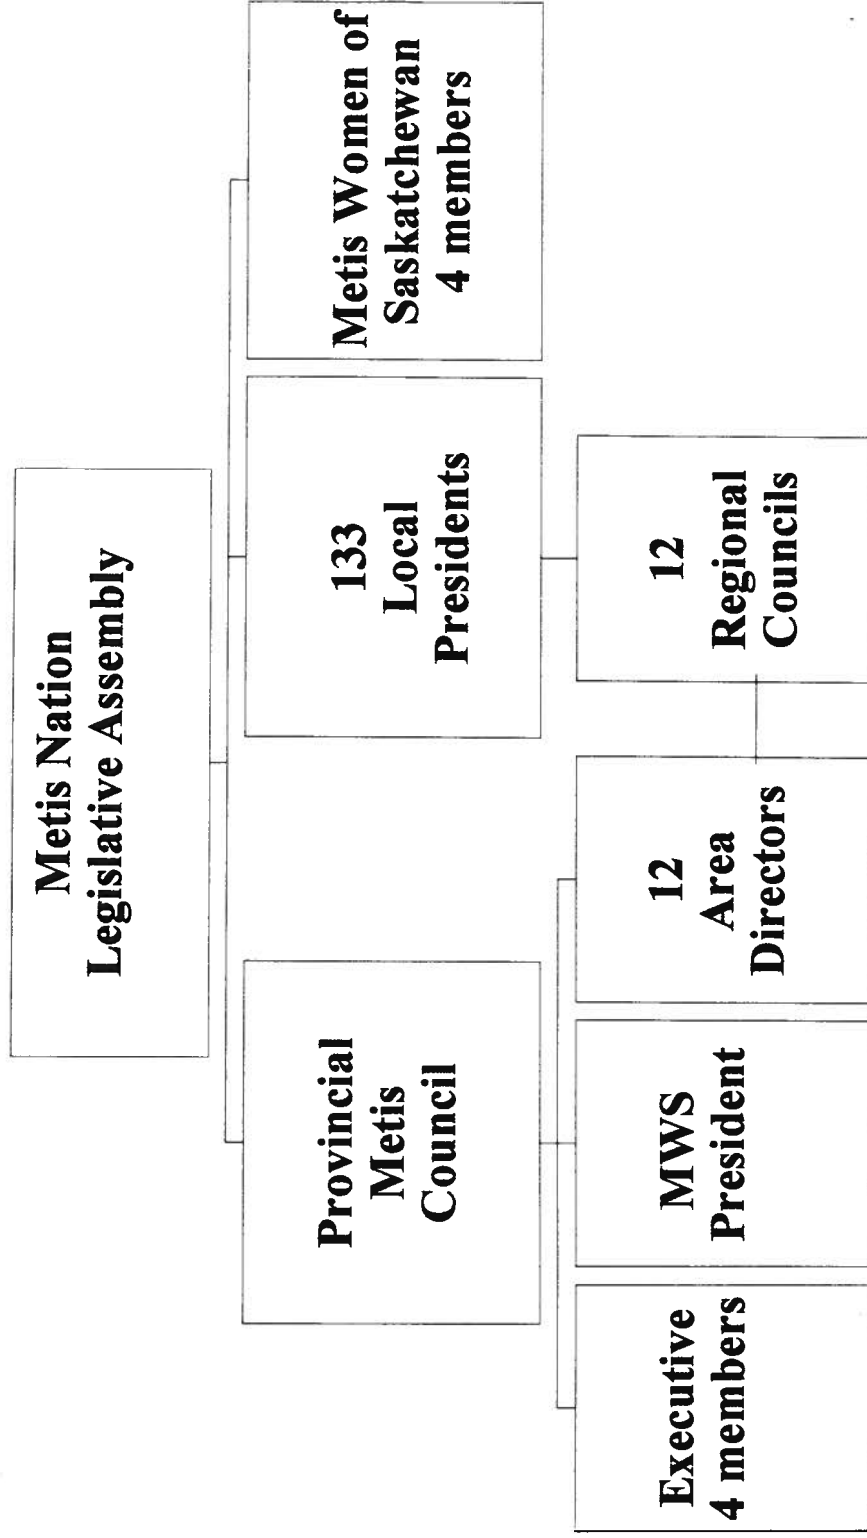 Metis Nation
Legislative Assembly
Provincial
Metis
Council
133
Local
Presidents
Metis Women of
Saskatchewan
4 members
Executive
4 members
MWS
President
12
Area
Directors
12
Regional
Councils